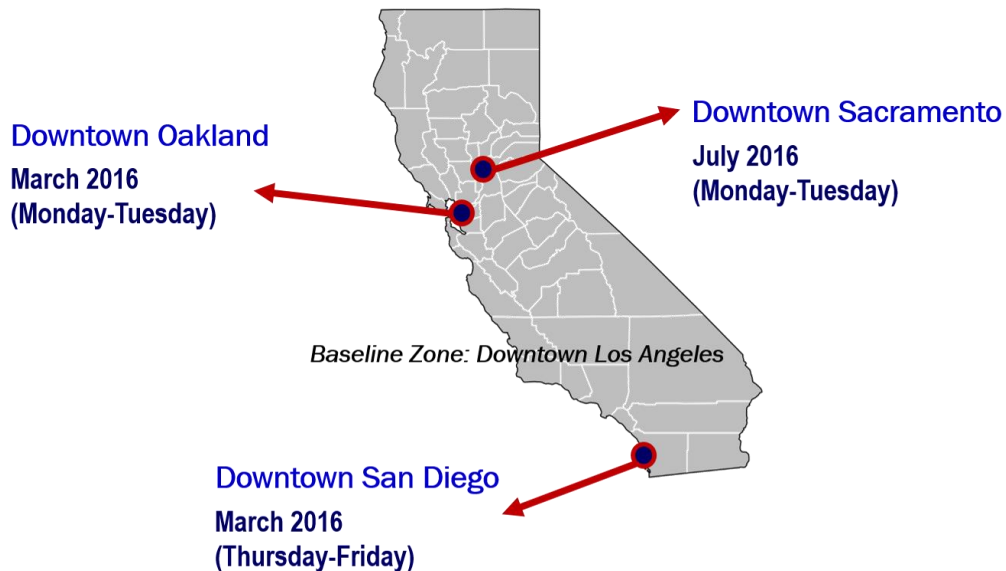 Downtown Oakland
March 2016
(Monday-Tuesday)
Downtown Sacramento
July 2016
(Monday-Tuesday)
Baseline Zone: Downtown Los Angeles
Downtown San Diego
March 2016
(Thursday-Friday)